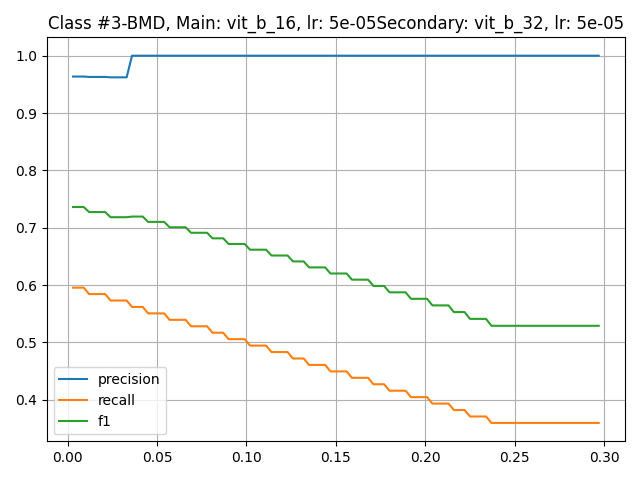 Class #3-BMD, Main: vit_b_16, lr: 5e-05Secondary: vit_b_32, lr: 5e-05
1.0
0.9
0.8
0.7
0.6
0.5
0.4
precision
recall
f1
0.00 0.05 0.10 0.15 0.20 0.25 0.30